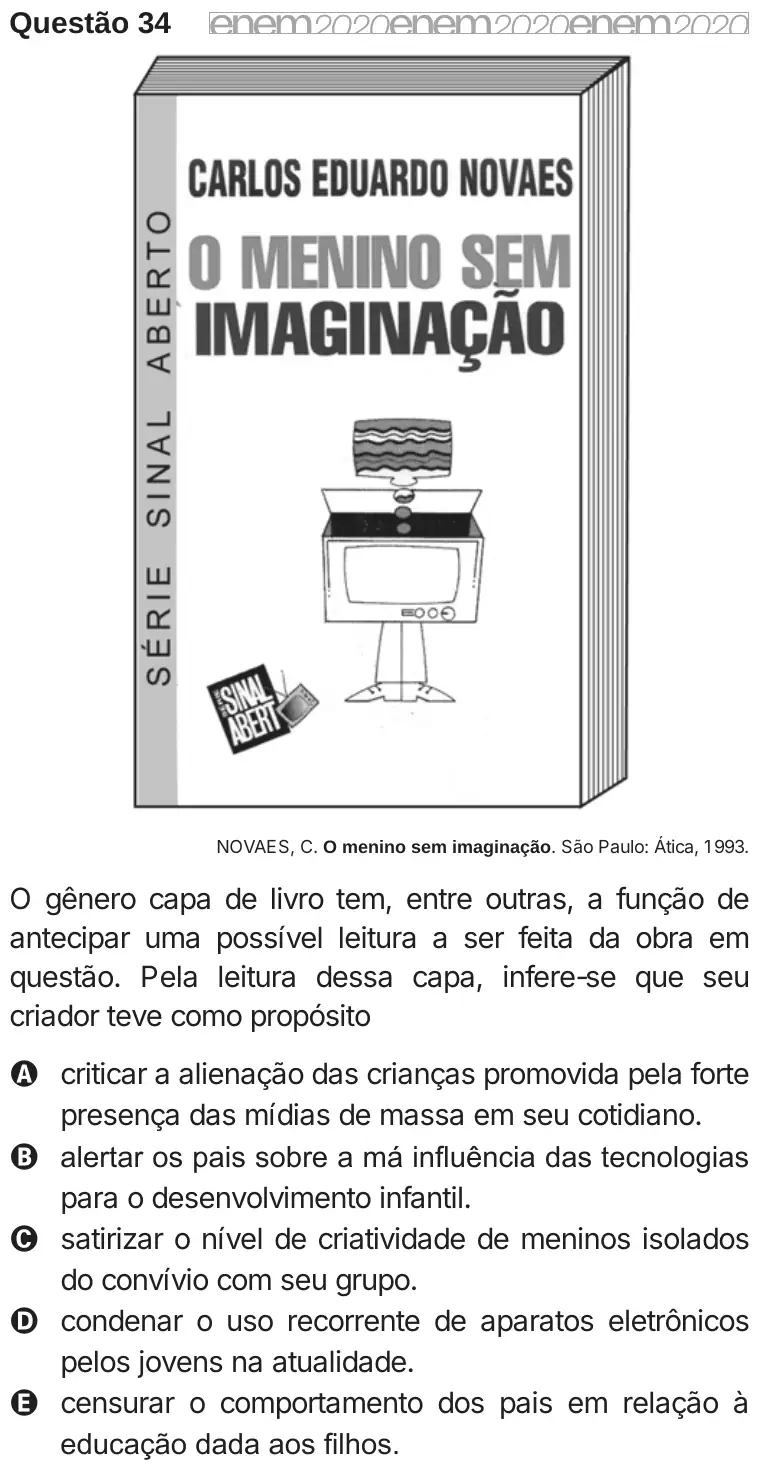 Questão 34
enem2020enem2020enem2020
CARLOS EDUARDO NOVAES
O MENINO SEM
IMAGINAÇÃO
SÉRIE SINAL ABERTO
SINAL
ABERT
NOVAES, C. O menino sem imaginação. São Paulo: Ática, 1993.
O gênero capa de livro tem, entre outras, a função de
antecipar uma possível leitura a ser feita da obra em
questão. Pela leitura dessa capa, infere-se que seu
criador teve como propósito
A criticar a alienação das crianças promovida pela forte
presença das mídias de massa em seu cotidiano.
B alertar os pais sobre a má influência das tecnologias
para o desenvolvimento infantil.
C satirizar o nível de criatividade de meninos isolados
do convívio com seu grupo.
D condenar o uso recorrente de aparatos eletrônicos
pelos jovens na atualidade.
E censurar o comportamento dos pais em relação à
educação dada aos filhos.